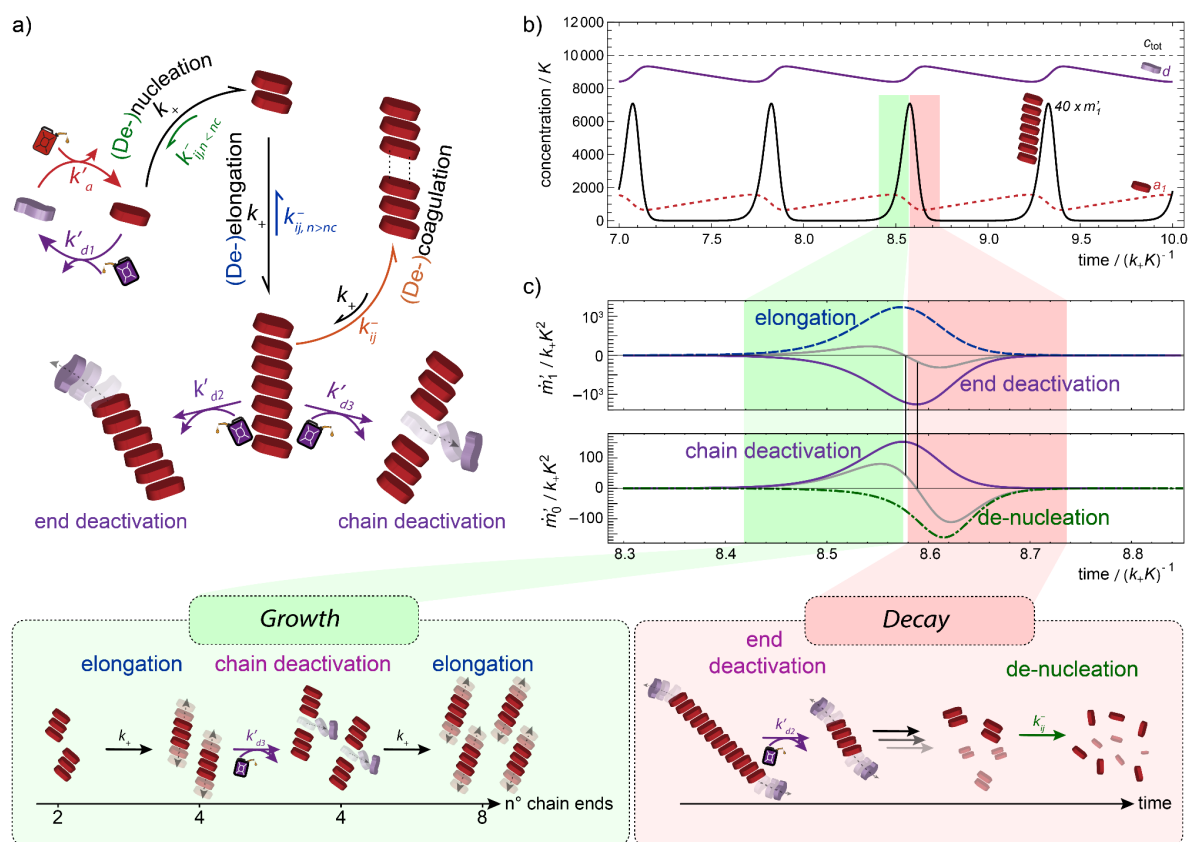 a)
(De-)nucleation
k+
k⁻ij,n < nc
k′a
k′d1
(De-)elongation
k+
k⁻ij, n>nc
(De-)coagulation
k+
k⁻ij
k′d2
k′d3
end deactivation
chain deactivation
b)
concentration / K
12000
10000
8000
6000
4000
2000
0
ctot
d
40 x m′1
a1
7.0 7.5 8.0 8.5 9.0 9.5 10.0
time / (k+K)⁻¹
c)
ṁ′1 / k+K²
10³
0
−10³
elongation
end deactivation
ṁ′0 / k+K²
100
0
−100
chain deactivation
de-nucleation
8.3 8.4 8.5 8.6 8.7 8.8
time / (k+K)⁻¹
Growth
elongation chain deactivation elongation
k+ k′d3 k+
2 4 4 8
n° chain ends
Decay
end
deactivation
de-nucleation
k′d2 k⁻ij
time